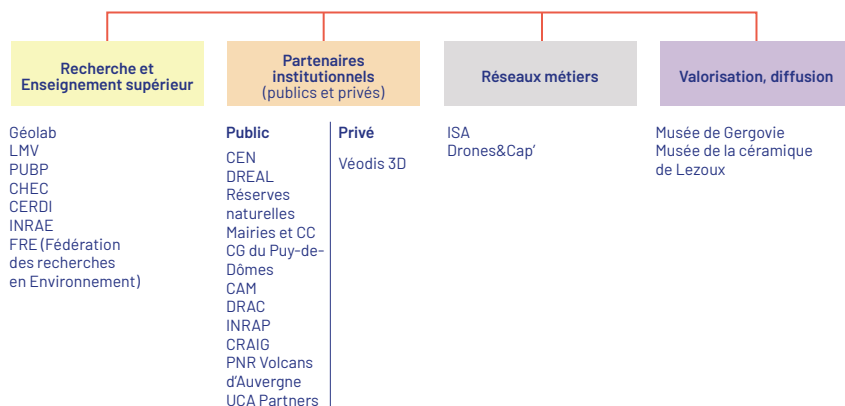 Recherche et
Enseignement supérieur
Géolab
LMV
PUBP
CHEC
CERDI
INRAE
FRE (Fédération
des recherches
en Environnement)
Partenaires
institutionnels
(publics et privés)
Public
CEN
DREAL
Réserves
naturelles
Mairies et CC
CG du Puy-de-
Dômes
CAM
DRAC
INRAP
CRAIG
PNR Volcans
d'Auvergne
UCA Partners
Privé
Véodis 3D
Réseaux métiers
ISA
Drones&Cap'
Valorisation, diffusion
Musée de Gergovie
Musée de la céramique
de Lezoux